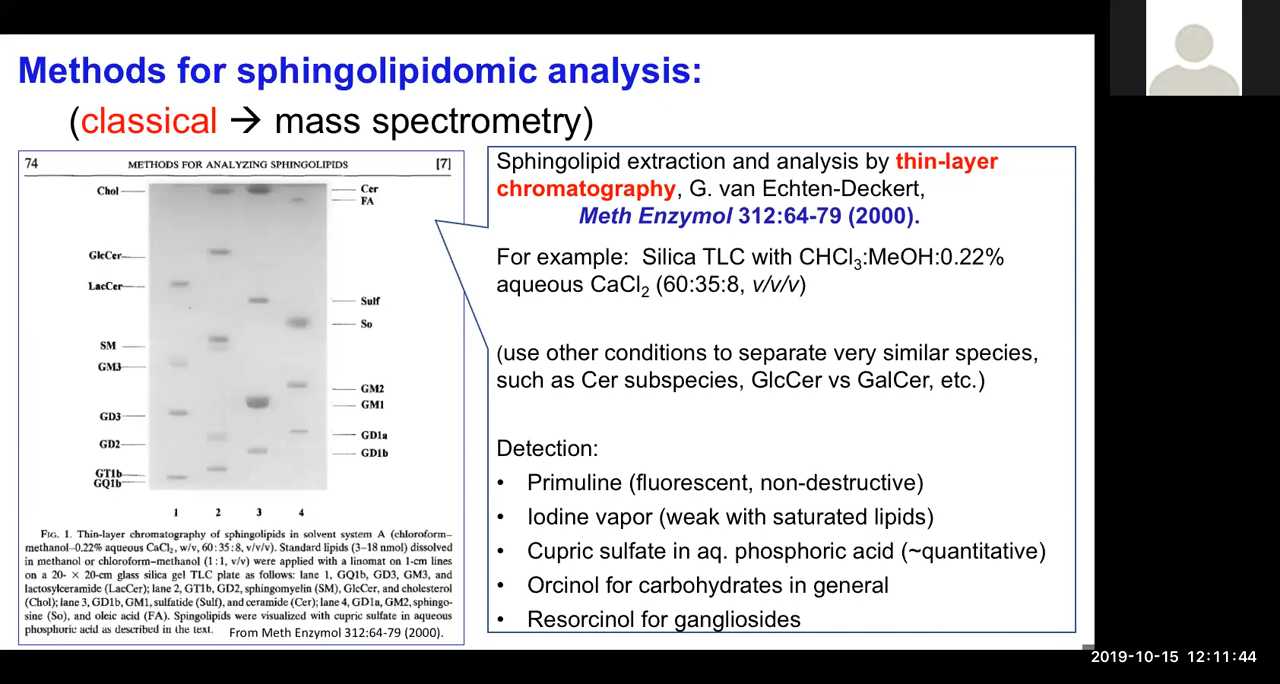 Methods for sphingolipidomic analysis:
(classical → mass spectrometry)
74 METHODS FOR ANALYZING SPHINGOLIPIDS [7]
Chol
GlcCer
LacCer
SM
GM3
GD3
GD2
GT1b
GQ1b
Cer
FA
Sulf
So
GM2
GM1
GD1a
GD1b
1 2 3 4
FIG. 1. Thin-layer chromatography of sphingolipids in solvent system A (chloroform–
methanol–0.22% aqueous CaCl2, w/v, 60:35:8, v/v/v). Standard lipids (3–18 nmol) dissolved
in methanol or chloroform–methanol (1:1, v/v) were applied with a linomat on 1-cm lines
on a 20- × 20-cm glass silica gel TLC plate as follows: lane 1, GQ1b, GD3, GM3, and
lactosylceramide (LacCer); lane 2, GT1b, GD2, sphingomyelin (SM), GlcCer, and cholesterol
(Chol); lane 3, GD1b, GM1, sulfatide (Sulf), and ceramide (Cer); lane 4, GD1a, GM2, sphingo-
sine (So), and oleic acid (FA). Spingolipids were visualized with cupric sulfate in aqueous
phosphoric acid as described in the text.
From Meth Enzymol 312:64-79 (2000).
Sphingolipid extraction and analysis by thin-layer
chromatography, G. van Echten-Deckert,
Meth Enzymol 312:64-79 (2000).
For example: Silica TLC with CHCl3:MeOH:0.22%
aqueous CaCl2 (60:35:8, v/v/v)
(use other conditions to separate very similar species,
such as Cer subspecies, GlcCer vs GalCer, etc.)
Detection:
• Primuline (fluorescent, non-destructive)
• Iodine vapor (weak with saturated lipids)
• Cupric sulfate in aq. phosphoric acid (~quantitative)
• Orcinol for carbohydrates in general
• Resorcinol for gangliosides
2019-10-15 12:11:44